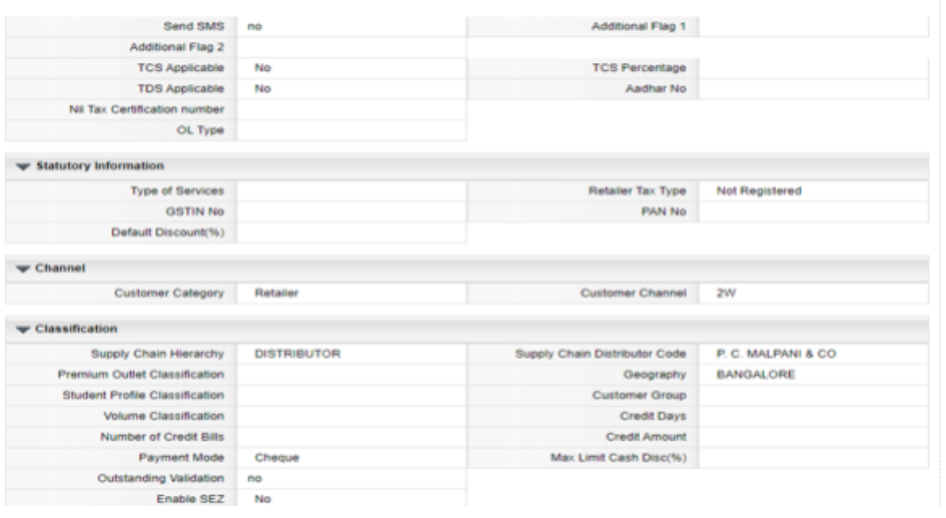 Send SMS no Additional Flag 1
Additional Flag 2
TCS Applicable No TCS Percentage
TDS Applicable No Aadhar No
Nil Tax Certification number
OL Type
Statutory Information
Type of Services Retailer Tax Type Not Registered
GSTIN No PAN No
Default Discount(%)
Channel
Customer Category Retailer Customer Channel 2W
Classification
Supply Chain Hierarchy DISTRIBUTOR Supply Chain Distributor Code P. C. MALPANI & CO
Premium Outlet Classification Geography BANGALORE
Student Profile Classification Customer Group
Volume Classification Credit Days
Number of Credit Bills Credit Amount
Payment Mode Cheque Max Limit Cash Disc(%)
Outstanding Validation no
Enable SEZ No